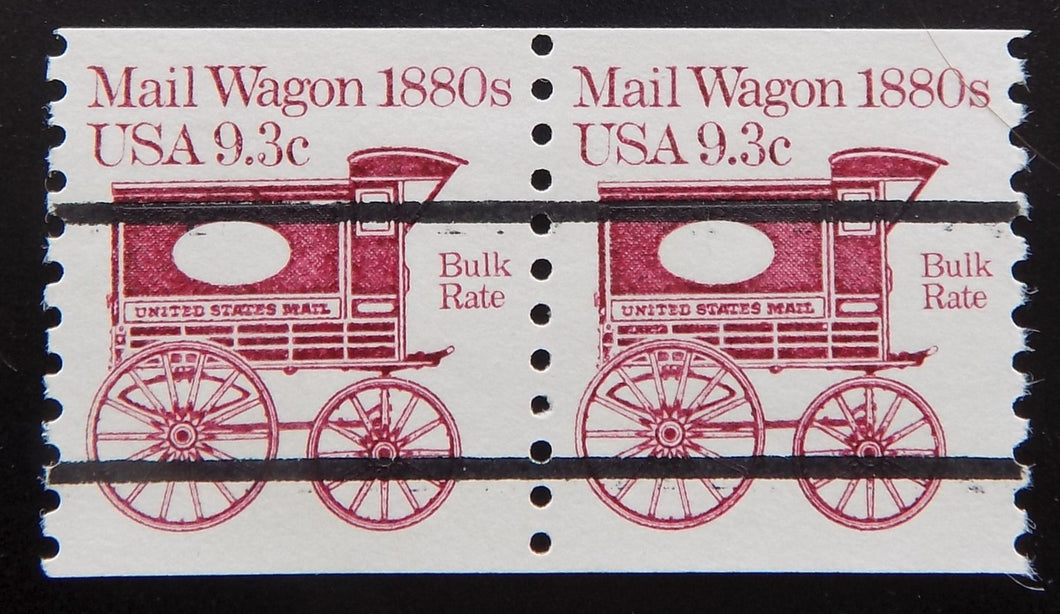 Mail Wagon 1880s
USA 9.3c
Bulk
Rate
UNITED STATES MAIL
Mail Wagon 1880s
USA 9.3c
Bulk
Rate
UNITED STATES MAIL